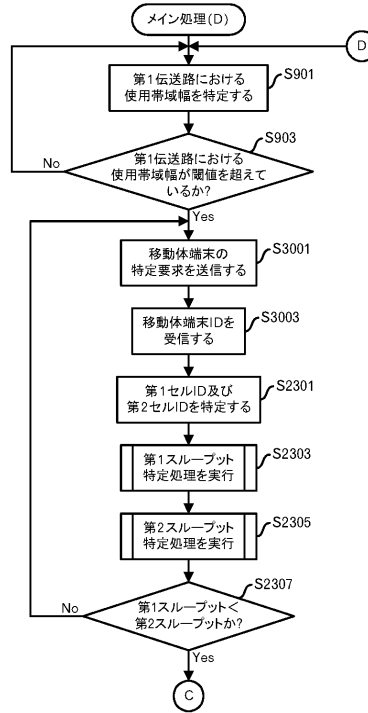 メイン処理(D)
D
第1伝送路における
使用帯域幅を特定する
S901
第1伝送路における
使用帯域幅が閾値を超えて
いるか?
S903
No
Yes
移動体端末の
特定要求を送信する
S3001
移動体端末IDを
受信する
S3003
第1セルID及び
第2セルIDを特定する
S2301
第1スループット
特定処理を実行
S2303
第2スループット
特定処理を実行
S2305
第1スループット<
第2スループットか?
S2307
No
Yes
C